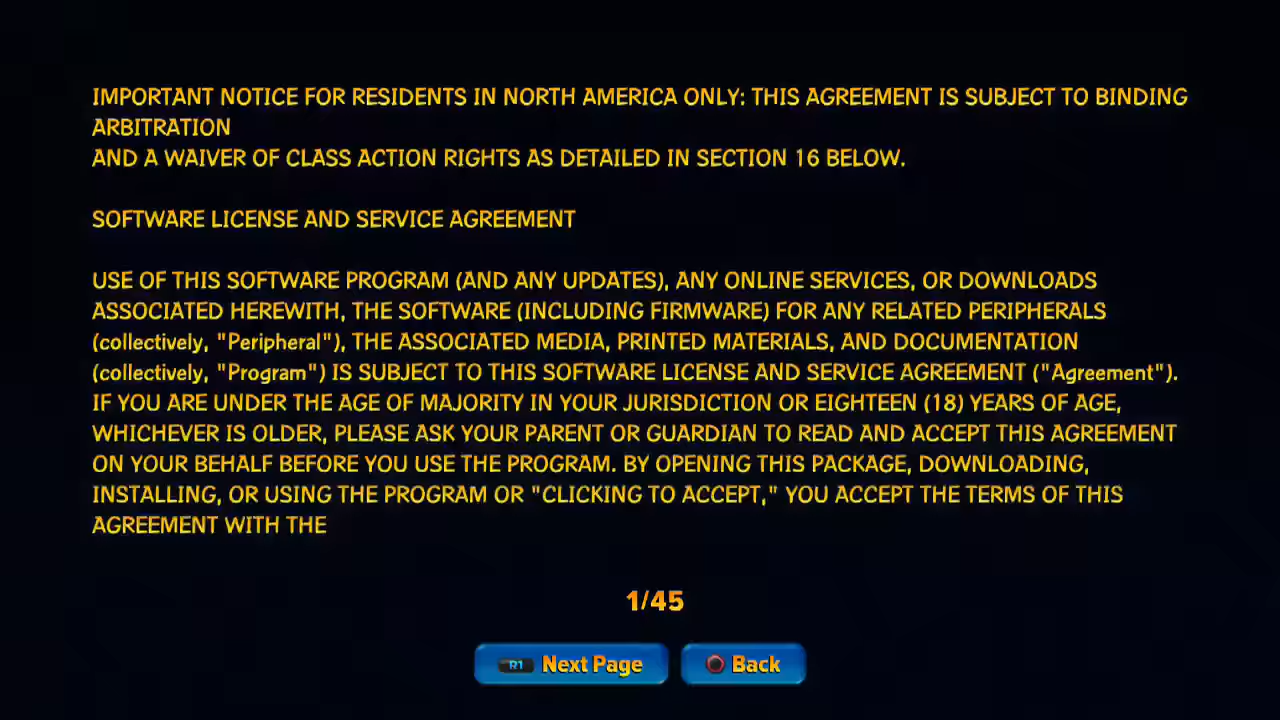 IMPORTANT NOTICE FOR RESIDENTS IN NORTH AMERICA ONLY: THIS AGREEMENT IS SUBJECT TO BINDING
ARBITRATION
AND A WAIVER OF CLASS ACTION RIGHTS AS DETAILED IN SECTION 16 BELOW.
SOFTWARE LICENSE AND SERVICE AGREEMENT
USE OF THIS SOFTWARE PROGRAM (AND ANY UPDATES), ANY ONLINE SERVICES, OR DOWNLOADS
ASSOCIATED HEREWITH, THE SOFTWARE (INCLUDING FIRMWARE) FOR ANY RELATED PERIPHERALS
(collectively, "Peripheral"), THE ASSOCIATED MEDIA, PRINTED MATERIALS, AND DOCUMENTATION
(collectively, "Program") IS SUBJECT TO THIS SOFTWARE LICENSE AND SERVICE AGREEMENT ("Agreement").
IF YOU ARE UNDER THE AGE OF MAJORITY IN YOUR JURISDICTION OR EIGHTEEN (18) YEARS OF AGE,
WHICHEVER IS OLDER, PLEASE ASK YOUR PARENT OR GUARDIAN TO READ AND ACCEPT THIS AGREEMENT
ON YOUR BEHALF BEFORE YOU USE THE PROGRAM. BY OPENING THIS PACKAGE, DOWNLOADING,
INSTALLING, OR USING THE PROGRAM OR "CLICKING TO ACCEPT," YOU ACCEPT THE TERMS OF THIS
AGREEMENT WITH THE
1/45
R1 Next Page
Back